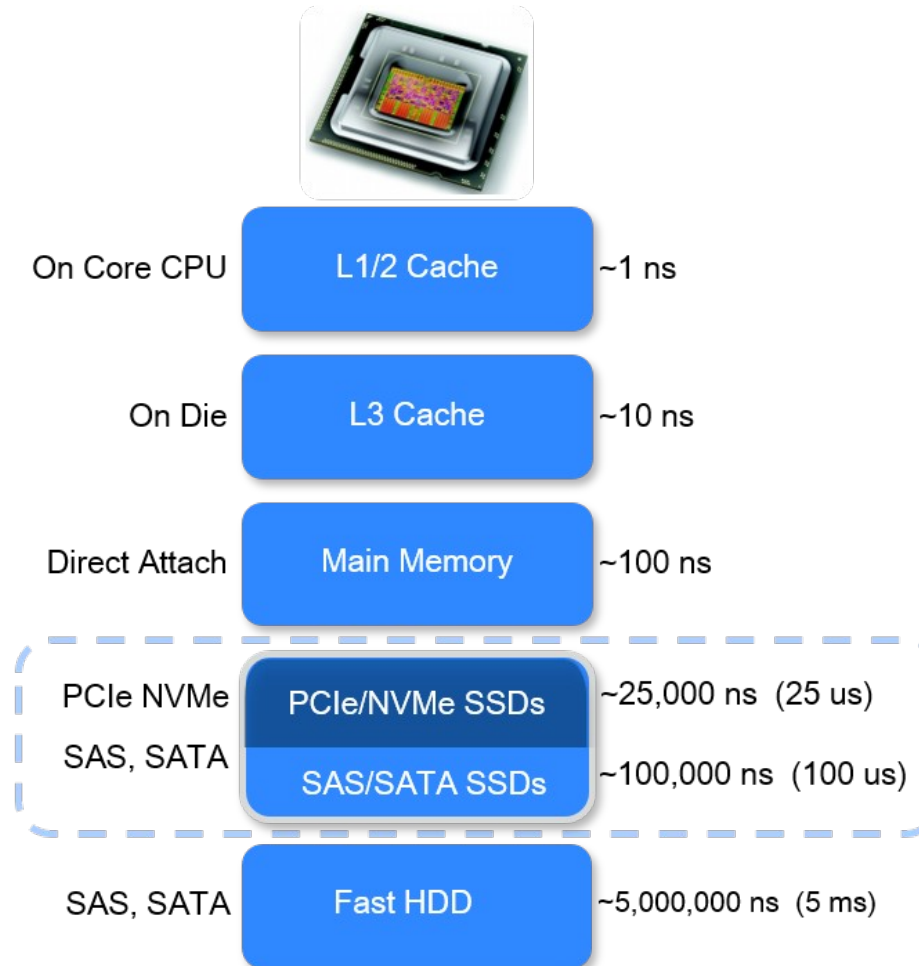 On Core CPU L1/2 Cache ~1 ns
On Die L3 Cache ~10 ns
Direct Attach Main Memory ~100 ns
PCIe NVMe PCIe/NVMe SSDs ~25,000 ns (25 us)
SAS, SATA SAS/SATA SSDs ~100,000 ns (100 us)
SAS, SATA Fast HDD ~5,000,000 ns (5 ms)